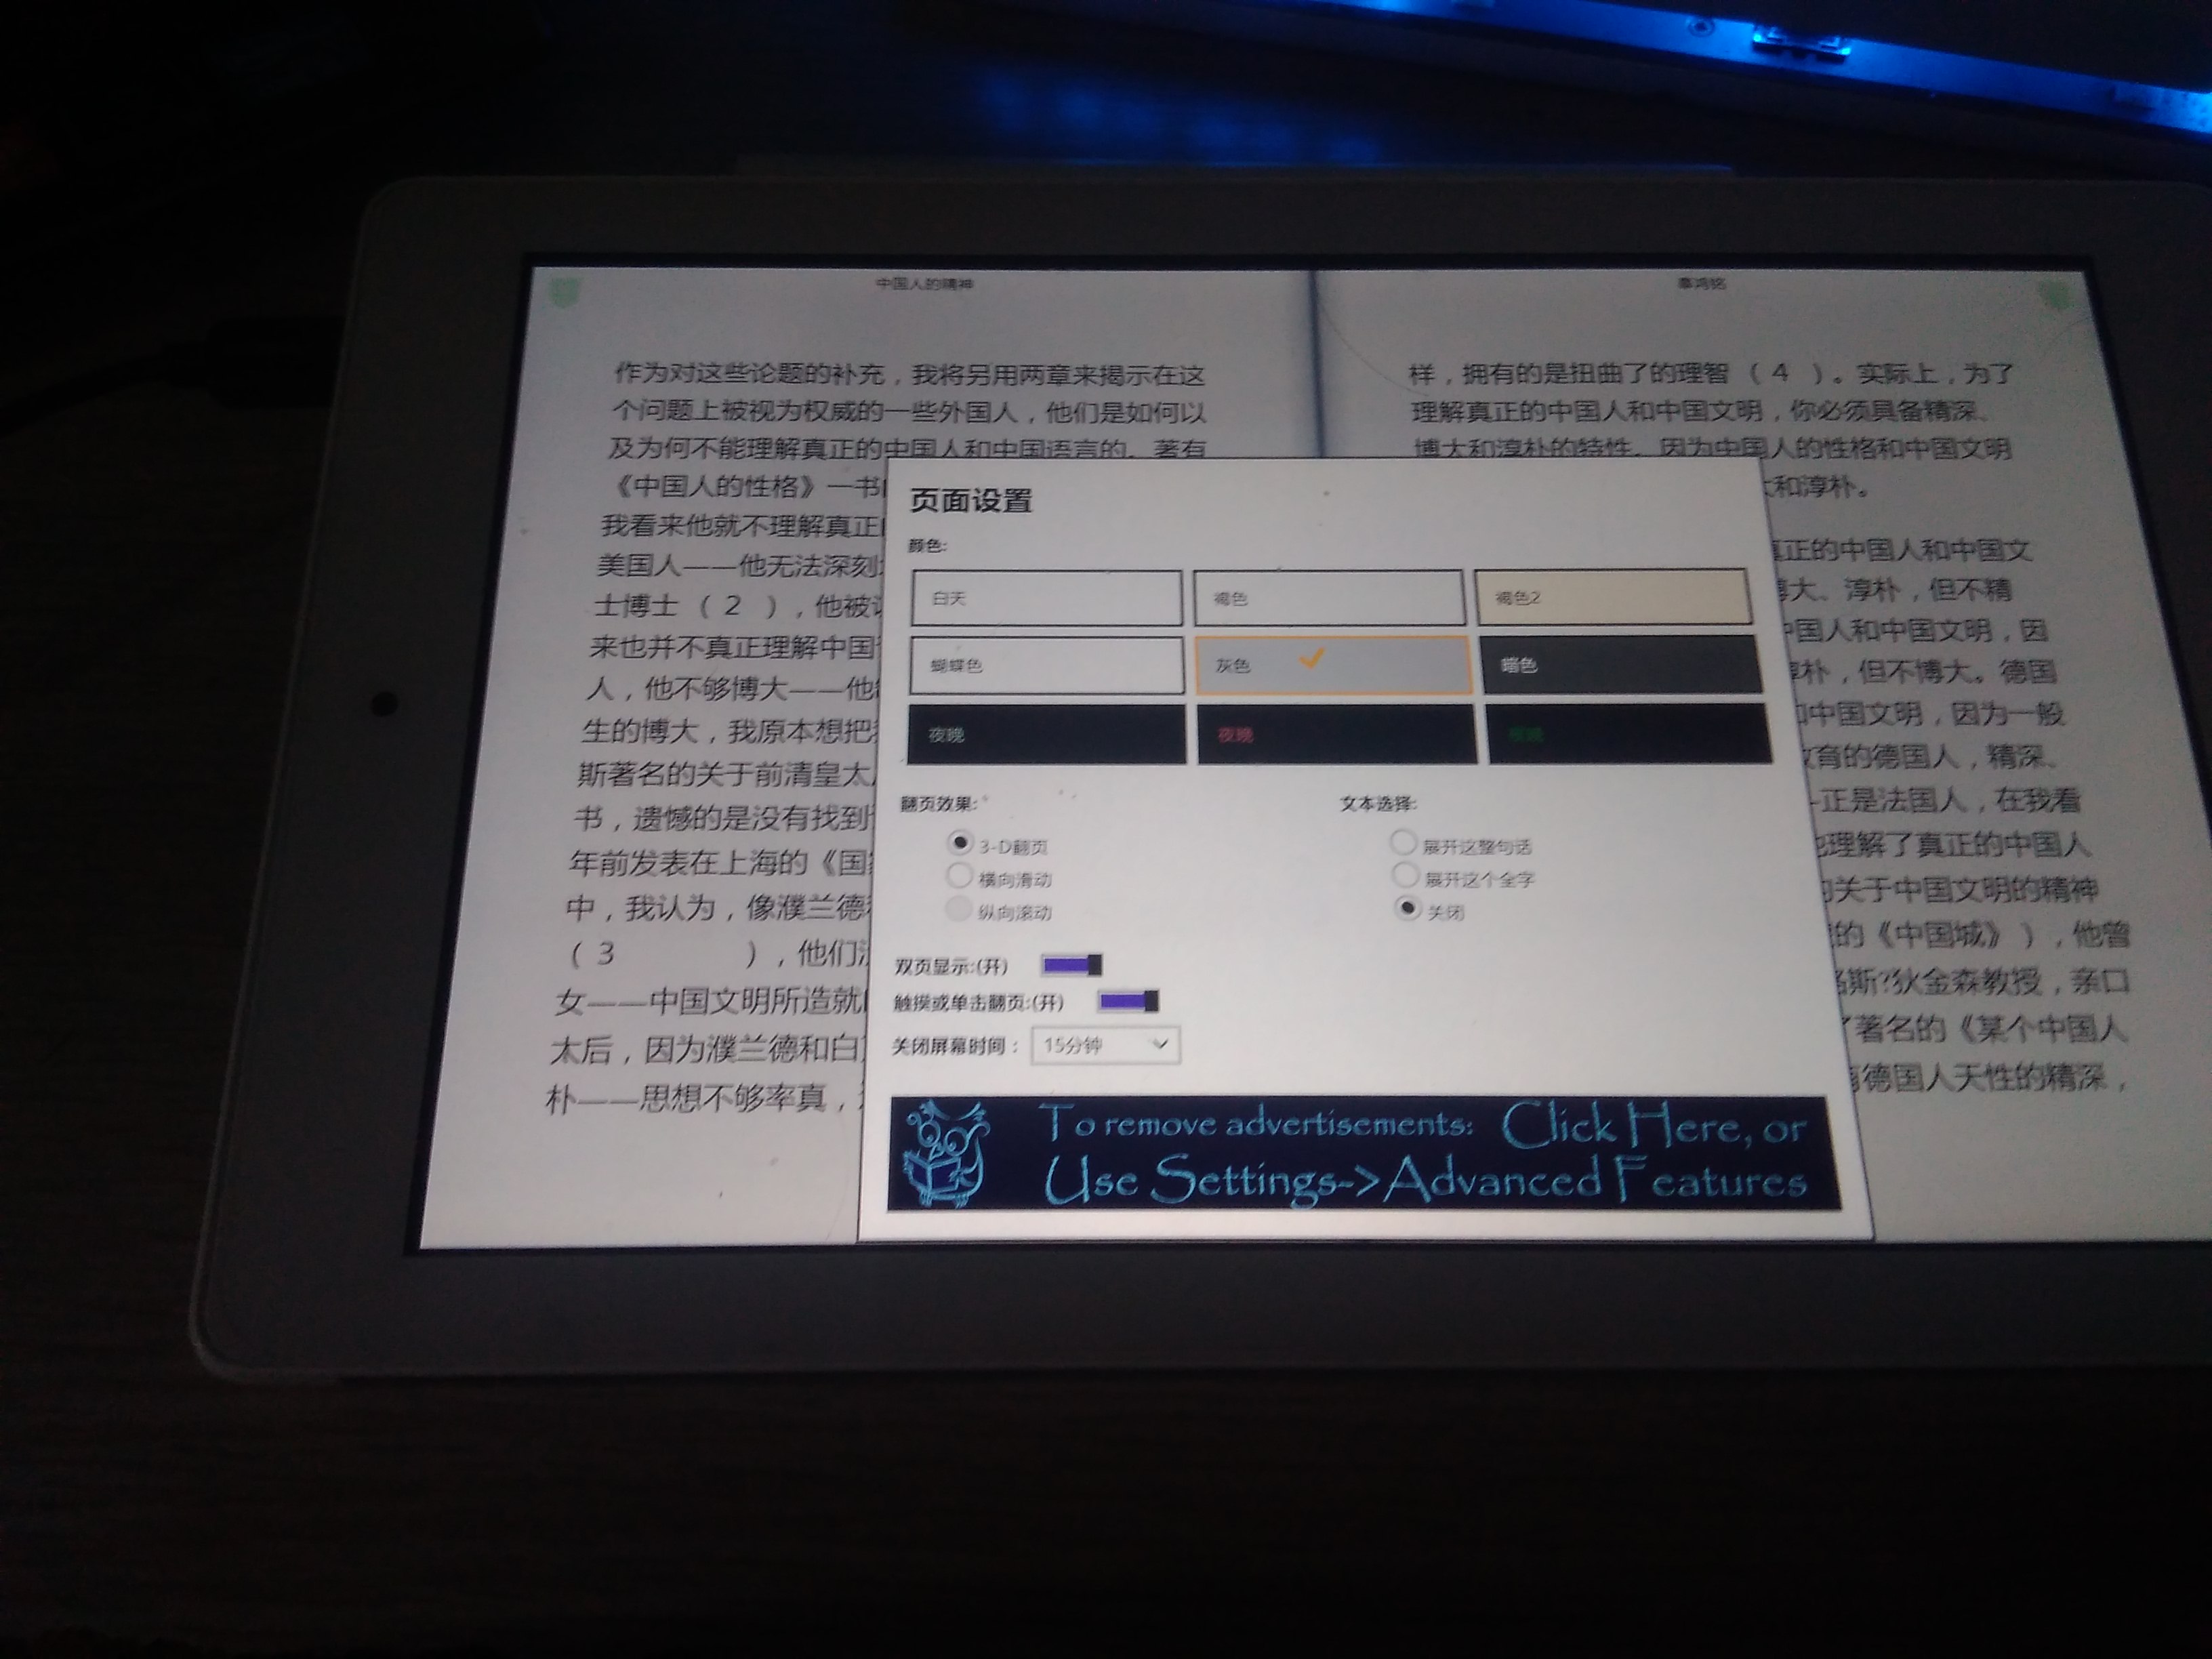 中国人的精神
辜鸿铭
作为对这些论题的补充，我将另用两章来揭示在这
个问题上被视为权威的一些外国人，他们是如何以
及为何不能理解真正的中国人和中国语言的。著有
《中国人的性格》一书
我看来他就不理解真正
美国人——他无法深刻
士博士（2 ），他被
来也并不真正理解中国
人，他不够博大——他
生的博大，我原本想把
斯著名的关于前清皇太
书，遗憾的是没有找到
年前发表在上海的《国
中，我认为，像濮兰德
（3 ），他们
女——中国文明所造就
太后，因为濮兰德和白
朴——思想不够率真，
样，拥有的是扭曲了的理智（4 ）。实际上，为了
理解真正的中国人和中国文明，你必须具备精深、
博大和淳朴的特性。因为中国人的性格和中国文明
和淳朴。
真正的中国人和中国文
博大、淳朴，但不精
中国人和中国文明，因
淳朴，但不博大。德国
和中国文明，因为一般
教育的德国人，精深、
正是法国人，在我看
理解了真正的中国人
的关于中国文明的精神
的《中国城》），他曾
格斯?狄金森教授，亲口
了著名的《某个中国人
有德国人天性的精深，
页面设置
颜色:
白天 褐色 褐色2
蝴蝶色 灰色 暗色
夜晚 夜晚 夜晚
翻页效果: 文本选择:
3-D翻页 展开这整句话
横向滑动 展开这个全字
纵向滚动 关闭
双页显示:(开)
触摸或单击翻页:(开)
关闭屏幕时间： 15分钟
To remove advertisements: Click Here, or
Use Settings->Advanced Features